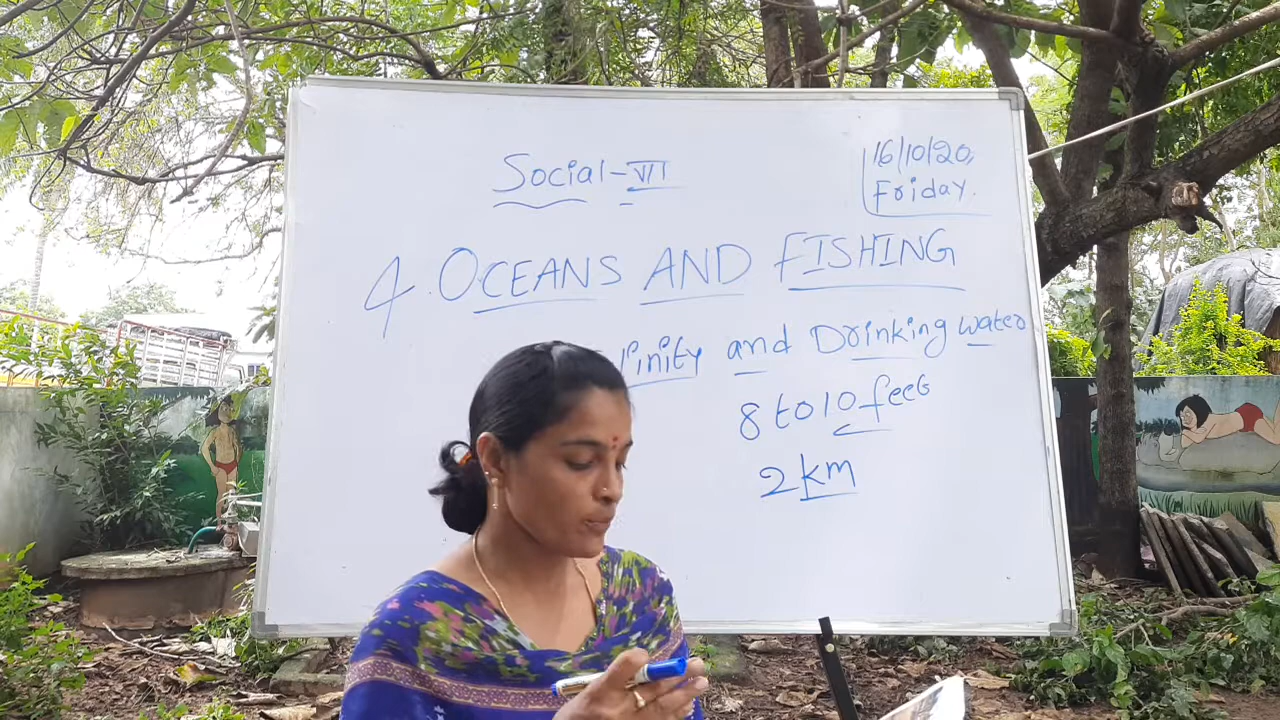 Social-VII
16/10/20,
Friday.
4. OCEANS AND FISHING
linity and Drinking water
8 to 10 feet
2 km